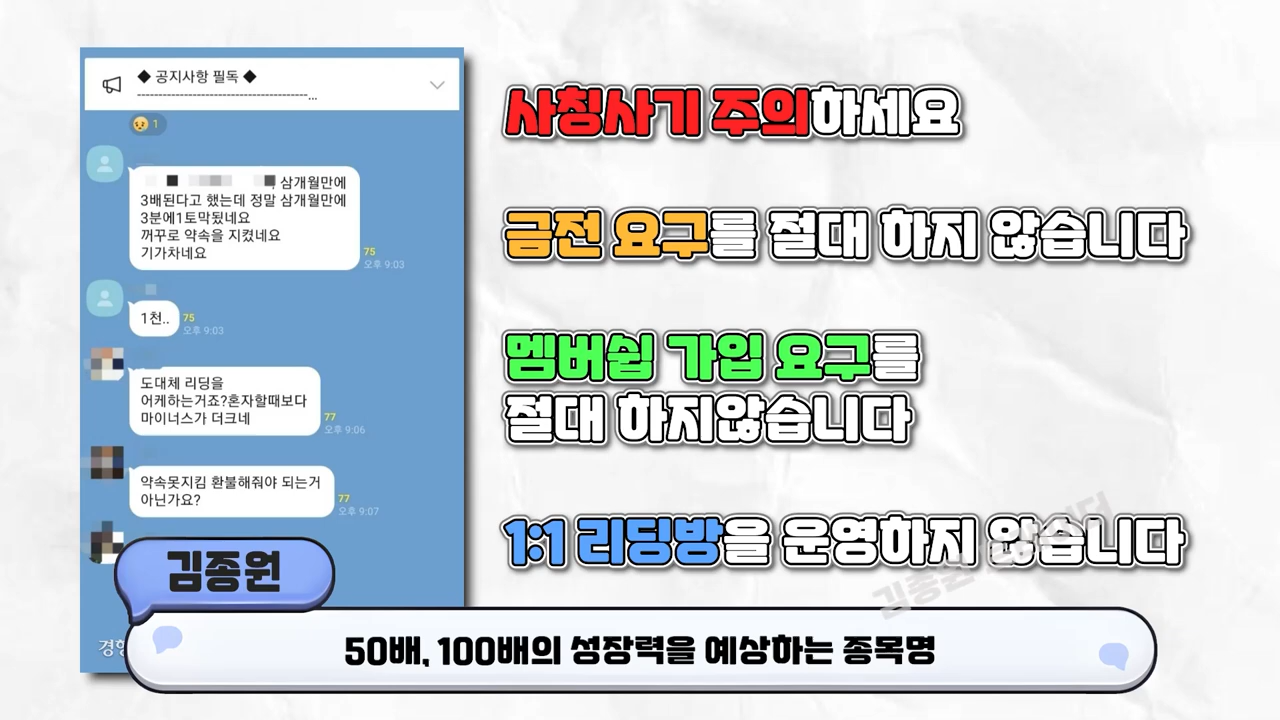 ◆ 공지사항 필독 ◆
----------------------------------------...
1
삼개월만에
3배된다고 했는데 정말 삼개월만에
3분에1토막됬네요
꺼꾸로 약속을 지켰네요
기가차네요
75
오후 9:03
1천..
75
오후 9:03
도대체 리딩을
어케하는거죠?혼자할때보다
마이너스가 더크네
77
오후 9:06
약속못지킴 환불해줘야 되는거
아닌가요?
77
오후 9:07
사칭사기 주의하세요
금전 요구를 절대 하지 않습니다
멤버쉽 가입 요구를
절대 하지않습니다
1:1 리딩방을 운영하지 않습니다
김종원
50배, 100배의 성장력을 예상하는 종목명